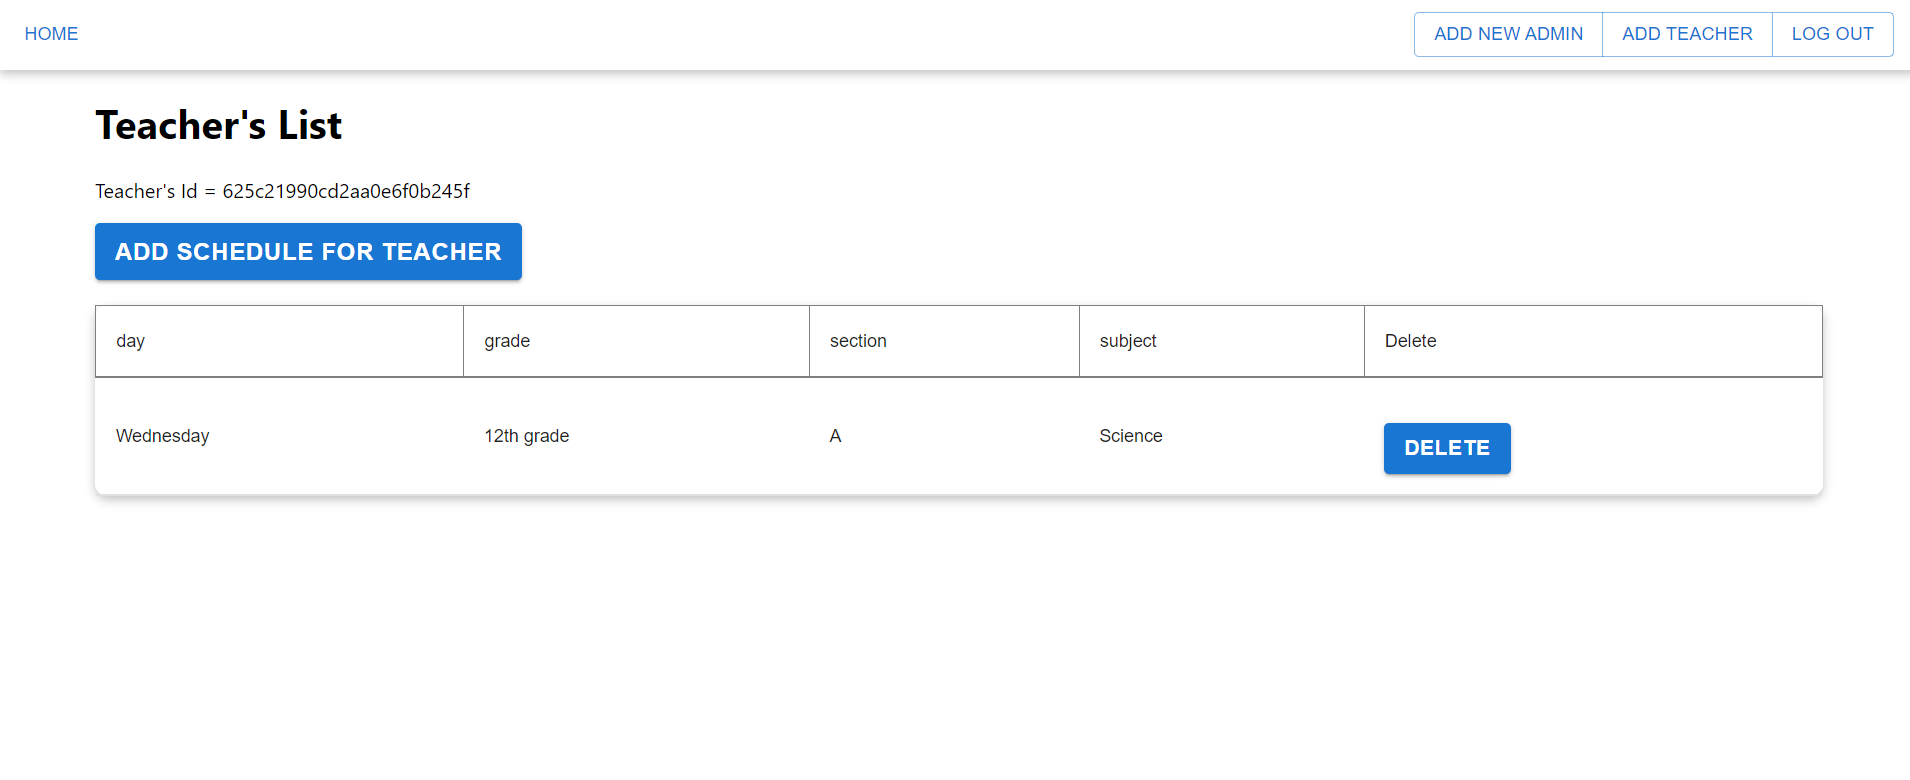 HOME ADD NEW ADMIN ADD TEACHER LOG OUT
Teacher's List
Teacher's Id = 625c21990cd2aa0e6f0b245f
ADD SCHEDULE FOR TEACHER
day grade section subject Delete
Wednesday 12th grade A Science DELETE